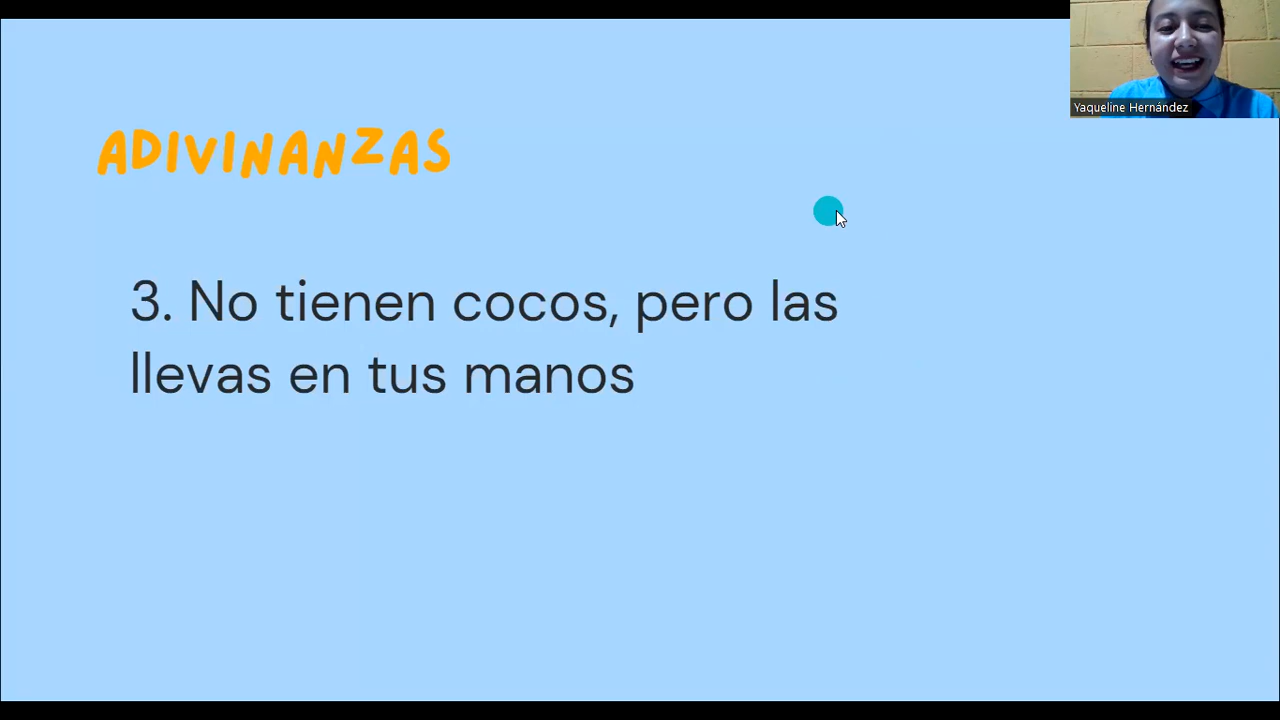 Yaqueline Hernández
ADIVINANZAS
3. No tienen cocos, pero las
llevas en tus manos